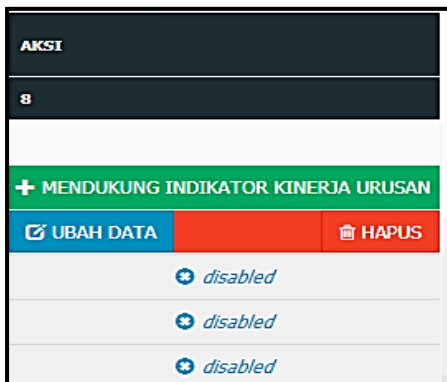 AKSI
8
MENDUKUNG INDIKATOR KINERJA URUSAN
UBAH DATA HAPUS
disabled
disabled
disabled